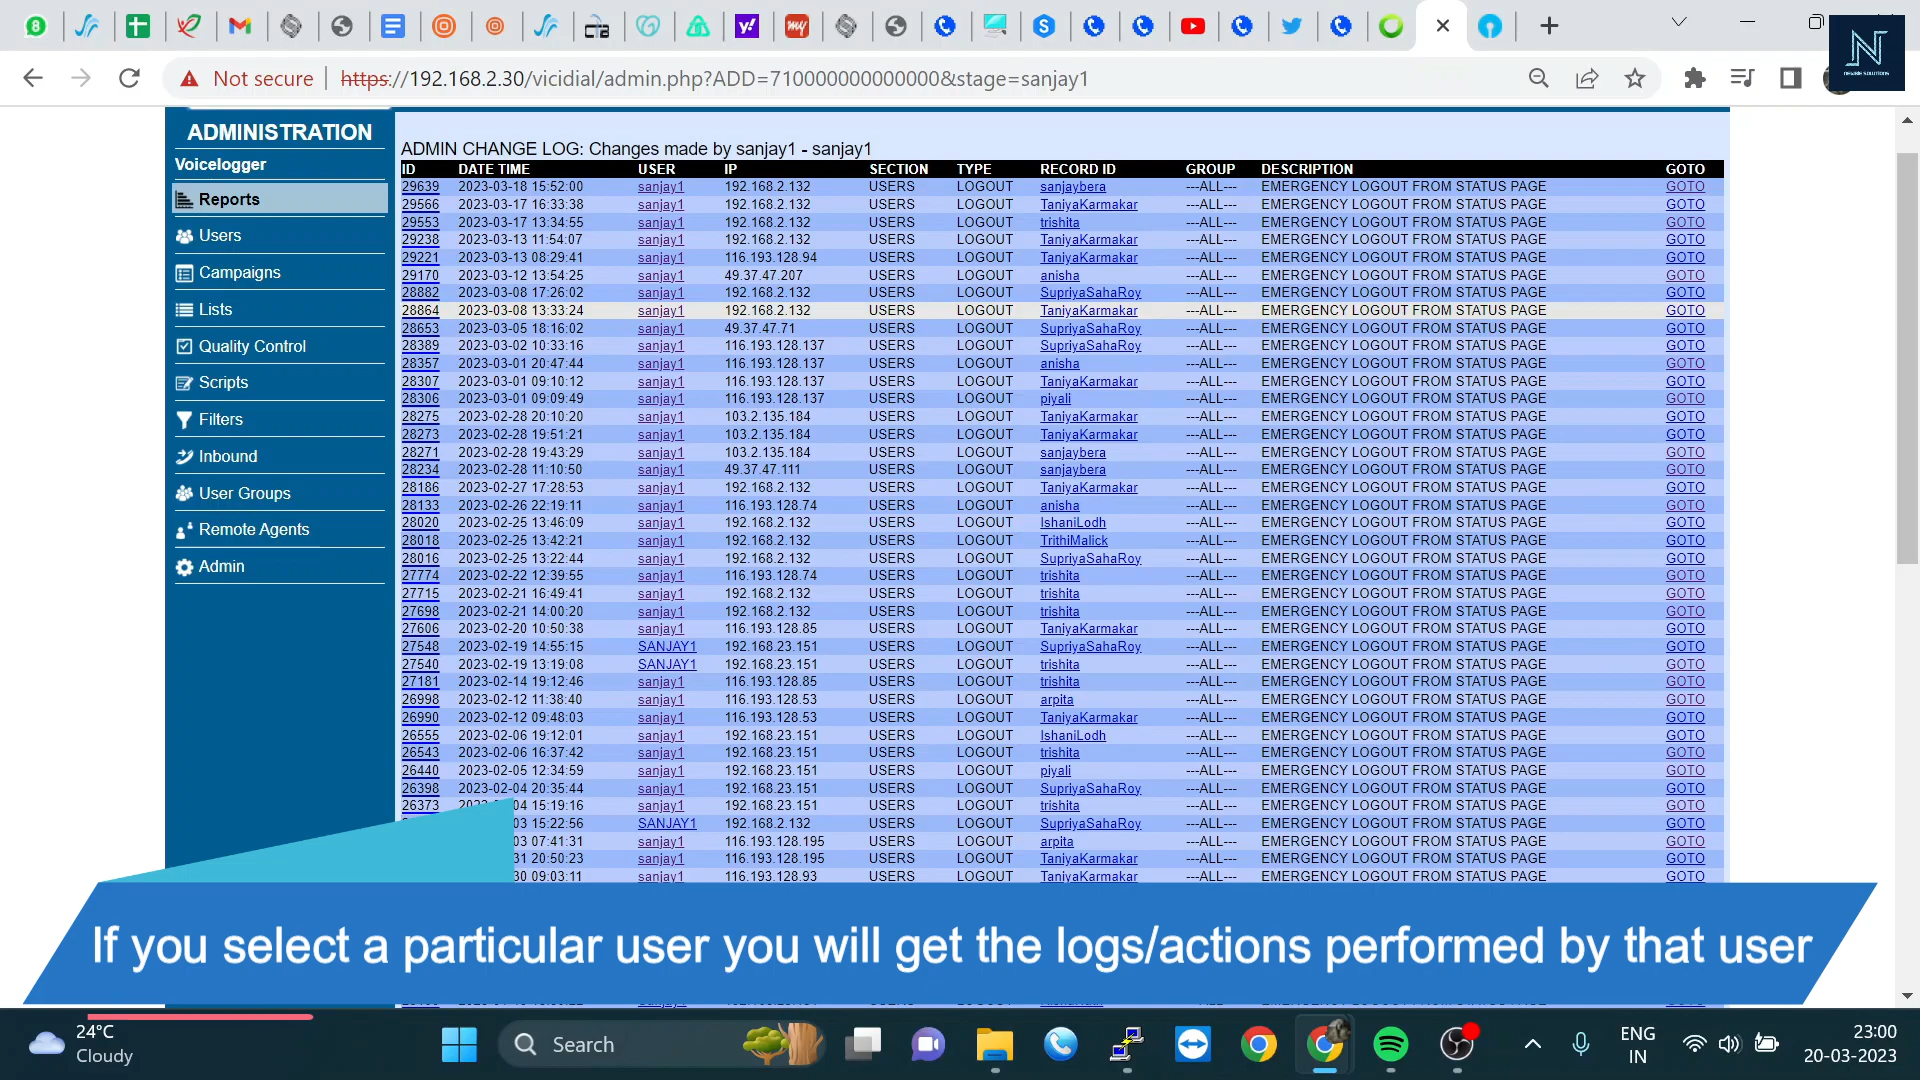 Not secure | https://192.168.2.30/vicidial/admin.php?ADD=710000000000000&stage=sanjay1
ADMINISTRATION
Voicelogger
Reports
Users
Campaigns
Lists
Quality Control
Scripts
Filters
Inbound
User Groups
Remote Agents
Admin
ADMIN CHANGE LOG: Changes made by sanjay1 - sanjay1
ID DATE TIME USER IP SECTION TYPE RECORD ID GROUP DESCRIPTION GOTO
29639 2023-03-18 15:52:00 sanjay1 192.168.2.132 USERS LOGOUT sanjaybera ---ALL--- EMERGENCY LOGOUT FROM STATUS PAGE GOTO
29566 2023-03-17 16:33:38 sanjay1 192.168.2.132 USERS LOGOUT TaniyaKarmakar ---ALL--- EMERGENCY LOGOUT FROM STATUS PAGE GOTO
29553 2023-03-17 13:34:55 sanjay1 192.168.2.132 USERS LOGOUT trishita ---ALL--- EMERGENCY LOGOUT FROM STATUS PAGE GOTO
29238 2023-03-13 11:54:07 sanjay1 192.168.2.132 USERS LOGOUT TaniyaKarmakar ---ALL--- EMERGENCY LOGOUT FROM STATUS PAGE GOTO
29221 2023-03-13 08:29:41 sanjay1 116.193.128.94 USERS LOGOUT TaniyaKarmakar ---ALL--- EMERGENCY LOGOUT FROM STATUS PAGE GOTO
29170 2023-03-12 13:54:25 sanjay1 49.37.47.207 USERS LOGOUT anisha ---ALL--- EMERGENCY LOGOUT FROM STATUS PAGE GOTO
28882 2023-03-08 17:26:02 sanjay1 192.168.2.132 USERS LOGOUT SupriyaSahaRoy ---ALL--- EMERGENCY LOGOUT FROM STATUS PAGE GOTO
28864 2023-03-08 13:33:24 sanjay1 192.168.2.132 USERS LOGOUT TaniyaKarmakar ---ALL--- EMERGENCY LOGOUT FROM STATUS PAGE GOTO
28653 2023-03-05 18:16:02 sanjay1 49.37.47.71 USERS LOGOUT SupriyaSahaRoy ---ALL--- EMERGENCY LOGOUT FROM STATUS PAGE GOTO
28389 2023-03-02 10:33:16 sanjay1 116.193.128.137 USERS LOGOUT SupriyaSahaRoy ---ALL--- EMERGENCY LOGOUT FROM STATUS PAGE GOTO
28357 2023-03-01 20:47:44 sanjay1 116.193.128.137 USERS LOGOUT anisha ---ALL--- EMERGENCY LOGOUT FROM STATUS PAGE GOTO
28307 2023-03-01 09:10:12 sanjay1 116.193.128.137 USERS LOGOUT TaniyaKarmakar ---ALL--- EMERGENCY LOGOUT FROM STATUS PAGE GOTO
28306 2023-03-01 09:09:49 sanjay1 116.193.128.137 USERS LOGOUT piyali ---ALL--- EMERGENCY LOGOUT FROM STATUS PAGE GOTO
28275 2023-02-28 20:10:20 sanjay1 103.2.135.184 USERS LOGOUT TaniyaKarmakar ---ALL--- EMERGENCY LOGOUT FROM STATUS PAGE GOTO
28273 2023-02-28 19:51:21 sanjay1 103.2.135.184 USERS LOGOUT TaniyaKarmakar ---ALL--- EMERGENCY LOGOUT FROM STATUS PAGE GOTO
28271 2023-02-28 19:43:29 sanjay1 103.2.135.184 USERS LOGOUT sanjaybera ---ALL--- EMERGENCY LOGOUT FROM STATUS PAGE GOTO
28234 2023-02-28 11:10:50 sanjay1 49.37.47.111 USERS LOGOUT sanjaybera ---ALL--- EMERGENCY LOGOUT FROM STATUS PAGE GOTO
28186 2023-02-27 17:28:53 sanjay1 192.168.2.132 USERS LOGOUT TaniyaKarmakar ---ALL--- EMERGENCY LOGOUT FROM STATUS PAGE GOTO
28133 2023-02-26 22:19:11 sanjay1 116.193.128.74 USERS LOGOUT anisha ---ALL--- EMERGENCY LOGOUT FROM STATUS PAGE GOTO
28020 2023-02-25 13:46:09 sanjay1 192.168.2.132 USERS LOGOUT IshaniLodh ---ALL--- EMERGENCY LOGOUT FROM STATUS PAGE GOTO
28018 2023-02-25 13:42:21 sanjay1 192.168.2.132 USERS LOGOUT TrithiMalick ---ALL--- EMERGENCY LOGOUT FROM STATUS PAGE GOTO
28016 2023-02-25 13:22:44 sanjay1 192.168.2.132 USERS LOGOUT SupriyaSahaRoy ---ALL--- EMERGENCY LOGOUT FROM STATUS PAGE GOTO
27774 2023-02-22 12:39:55 sanjay1 116.193.128.74 USERS LOGOUT trishita ---ALL--- EMERGENCY LOGOUT FROM STATUS PAGE GOTO
27715 2023-02-21 16:49:41 sanjay1 192.168.2.132 USERS LOGOUT trishita ---ALL--- EMERGENCY LOGOUT FROM STATUS PAGE GOTO
27698 2023-02-21 14:00:20 sanjay1 192.168.2.132 USERS LOGOUT trishita ---ALL--- EMERGENCY LOGOUT FROM STATUS PAGE GOTO
27606 2023-02-20 10:50:38 sanjay1 116.193.128.85 USERS LOGOUT TaniyaKarmakar ---ALL--- EMERGENCY LOGOUT FROM STATUS PAGE GOTO
27548 2023-02-19 14:55:15 SANJAY1 192.168.23.151 USERS LOGOUT SupriyaSahaRoy ---ALL--- EMERGENCY LOGOUT FROM STATUS PAGE GOTO
27540 2023-02-19 13:19:08 SANJAY1 192.168.23.151 USERS LOGOUT trishita ---ALL--- EMERGENCY LOGOUT FROM STATUS PAGE GOTO
27181 2023-02-14 19:12:46 sanjay1 116.193.128.85 USERS LOGOUT trishita ---ALL--- EMERGENCY LOGOUT FROM STATUS PAGE GOTO
26998 2023-02-12 11:38:40 sanjay1 116.193.128.53 USERS LOGOUT arpita ---ALL--- EMERGENCY LOGOUT FROM STATUS PAGE GOTO
26990 2023-02-12 09:48:03 sanjay1 116.193.128.53 USERS LOGOUT TaniyaKarmakar ---ALL--- EMERGENCY LOGOUT FROM STATUS PAGE GOTO
26555 2023-02-06 19:12:01 sanjay1 192.168.23.151 USERS LOGOUT IshaniLodh ---ALL--- EMERGENCY LOGOUT FROM STATUS PAGE GOTO
26543 2023-02-06 16:37:42 sanjay1 192.168.23.151 USERS LOGOUT trishita ---ALL--- EMERGENCY LOGOUT FROM STATUS PAGE GOTO
26440 2023-02-05 12:34:59 sanjay1 192.168.23.151 USERS LOGOUT piyali ---ALL--- EMERGENCY LOGOUT FROM STATUS PAGE GOTO
26398 2023-02-04 20:35:44 sanjay1 192.168.23.151 USERS LOGOUT SupriyaSahaRoy ---ALL--- EMERGENCY LOGOUT FROM STATUS PAGE GOTO
26373 04 15:19:16 sanjay1 192.168.23.151 USERS LOGOUT trishita ---ALL--- EMERGENCY LOGOUT FROM STATUS PAGE GOTO
03 15:22:56 SANJAY1 192.168.2.132 USERS LOGOUT SupriyaSahaRoy ---ALL--- EMERGENCY LOGOUT FROM STATUS PAGE GOTO
03 07:41:31 sanjay1 116.193.128.195 USERS LOGOUT arpita ---ALL--- EMERGENCY LOGOUT FROM STATUS PAGE GOTO
31 20:50:23 sanjay1 116.193.128.195 USERS LOGOUT TaniyaKarmakar ---ALL--- EMERGENCY LOGOUT FROM STATUS PAGE GOTO
30 09:03:11 sanjay1 116.193.128.93 USERS LOGOUT TaniyaKarmakar ---ALL--- EMERGENCY LOGOUT FROM STATUS PAGE GOTO
If you select a particular user you will get the logs/actions performed by that user
24°C
Cloudy
Search
ENG
IN
23:00
20-03-2023